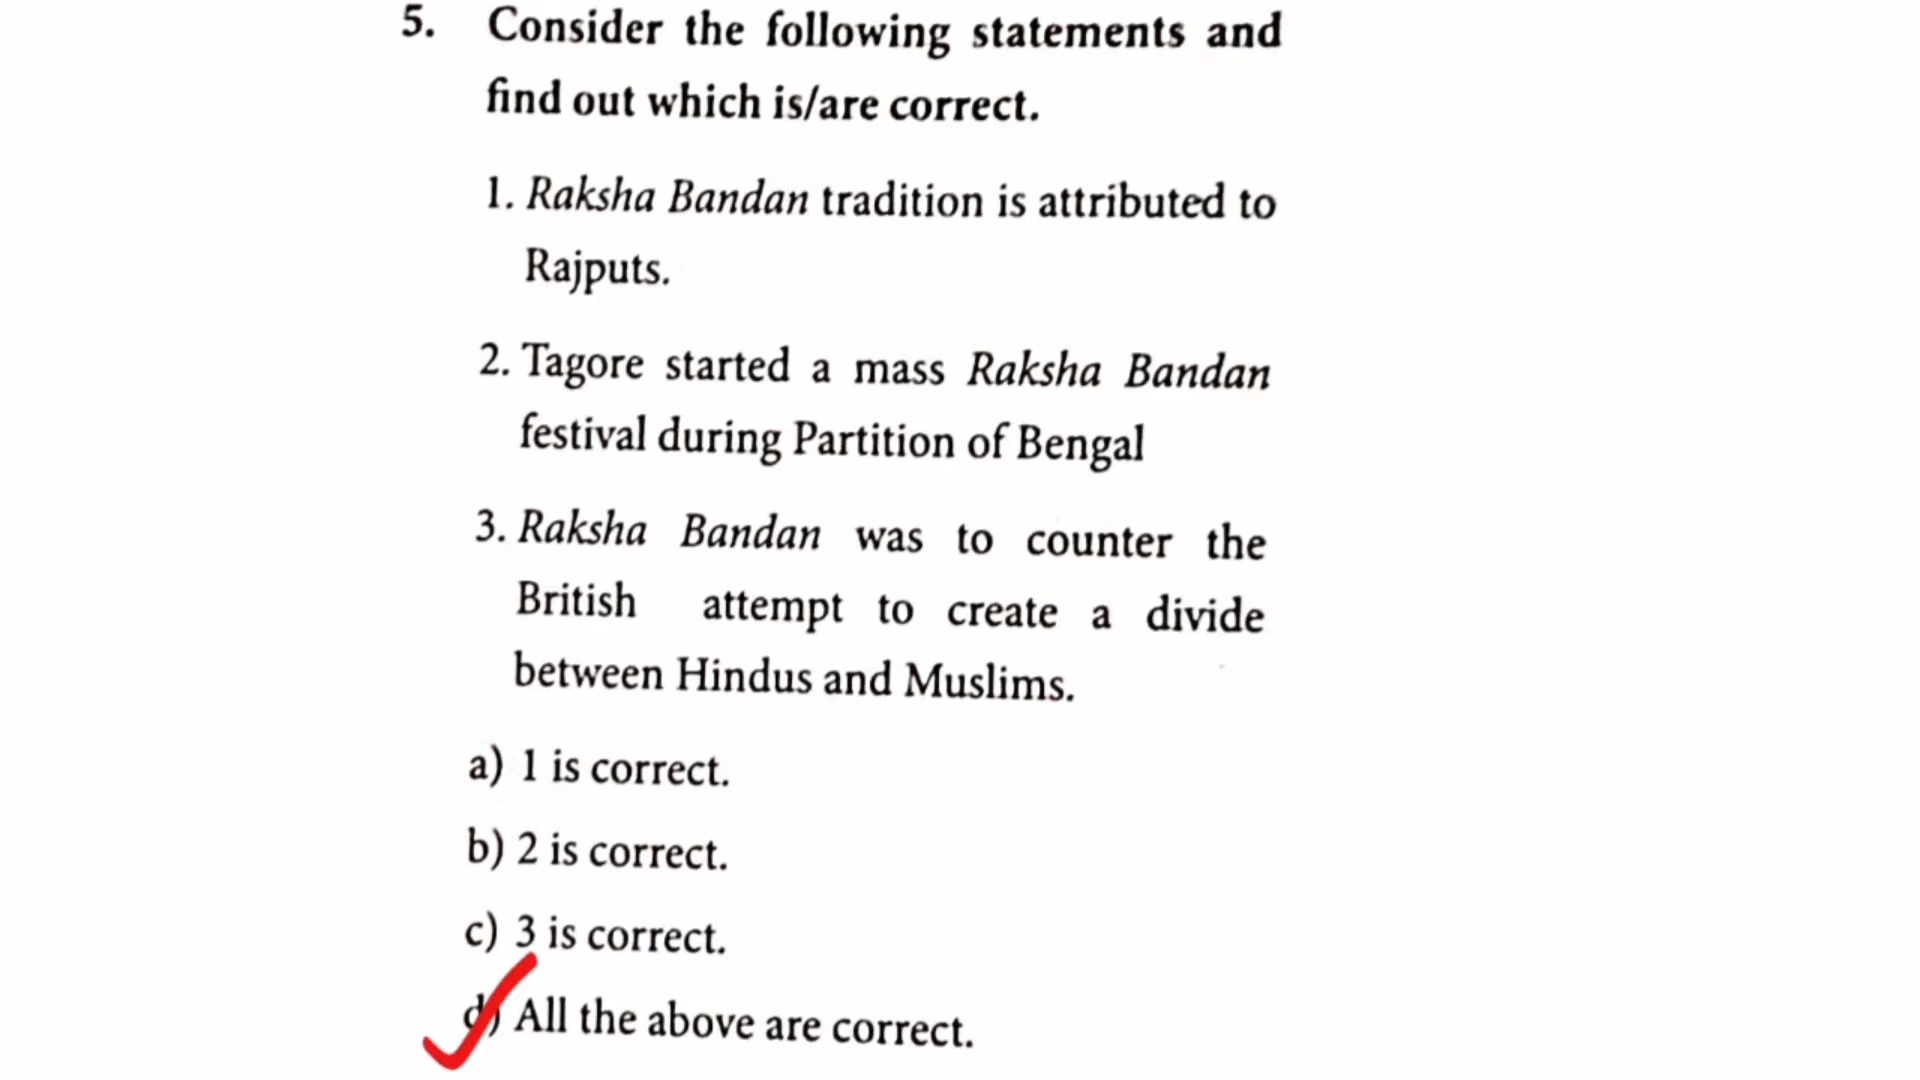 5. Consider the following statements and
find out which is/are correct.
1. Raksha Bandan tradition is attributed to
Rajputs.
2. Tagore started a mass Raksha Bandan
festival during Partition of Bengal
3. Raksha Bandan was to counter the
British attempt to create a divide
between Hindus and Muslims.
a) 1 is correct.
b) 2 is correct.
c) 3 is correct.
d) All the above are correct.